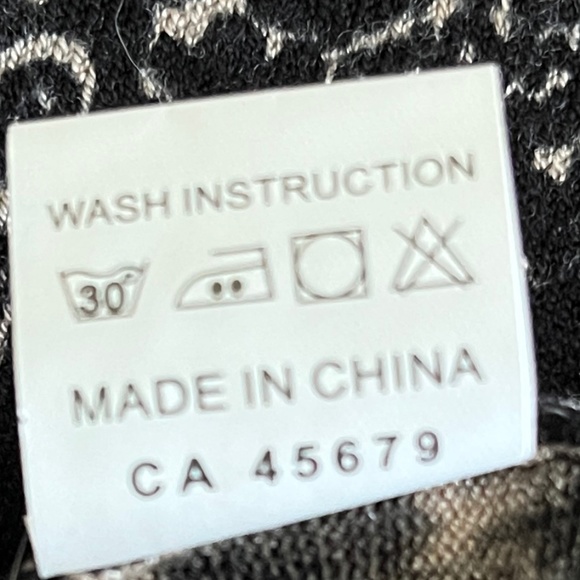 WASH INSTRUCTION
30
MADE IN CHINA
CA 45679